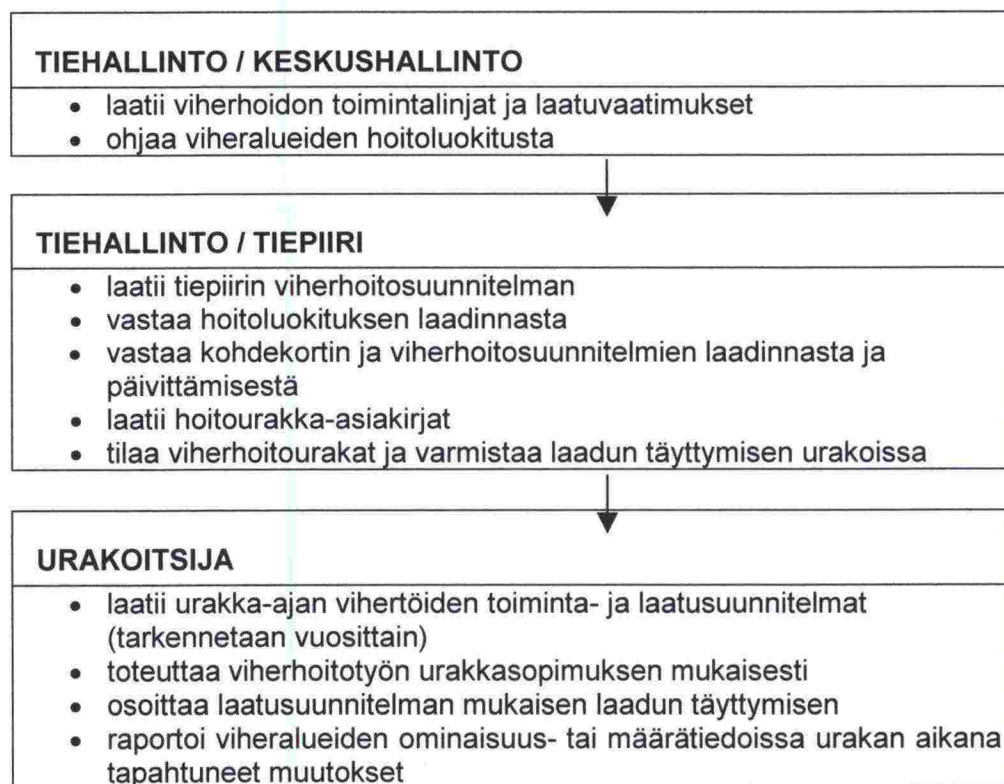 TIEHALLINTO / KESKUSHALLINTO
• laatii viherhoidon toimintalinjat ja laatuvaatimukset
• ohjaa viheralueiden hoitoluokitusta
TIEHALLINTO / TIEPIIRI
• laatii tiepiirin viherhoitosuunnitelman
• vastaa hoitoluokituksen laadinnasta
• vastaa kohdekortin ja viherhoitosuunnitelmien laadinnasta ja
päivittämisestä
• laatii hoitourakka-asiakirjat
• tilaa viherhoitourakat ja varmistaa laadun täyttymisen urakoissa
URAKOITSIJA
• laatii urakka-ajan vihertöiden toiminta- ja laatusuunnitelmat
(tarkennetaan vuosittain)
• toteuttaa viherhoitotyön urakkasopimuksen mukaisesti
• osoittaa laatusuunnitelman mukaisen laadun täyttymisen
• raportoi viheralueiden ominaisuus- tai määrätiedoissa urakan aikana
tapahtuneet muutokset